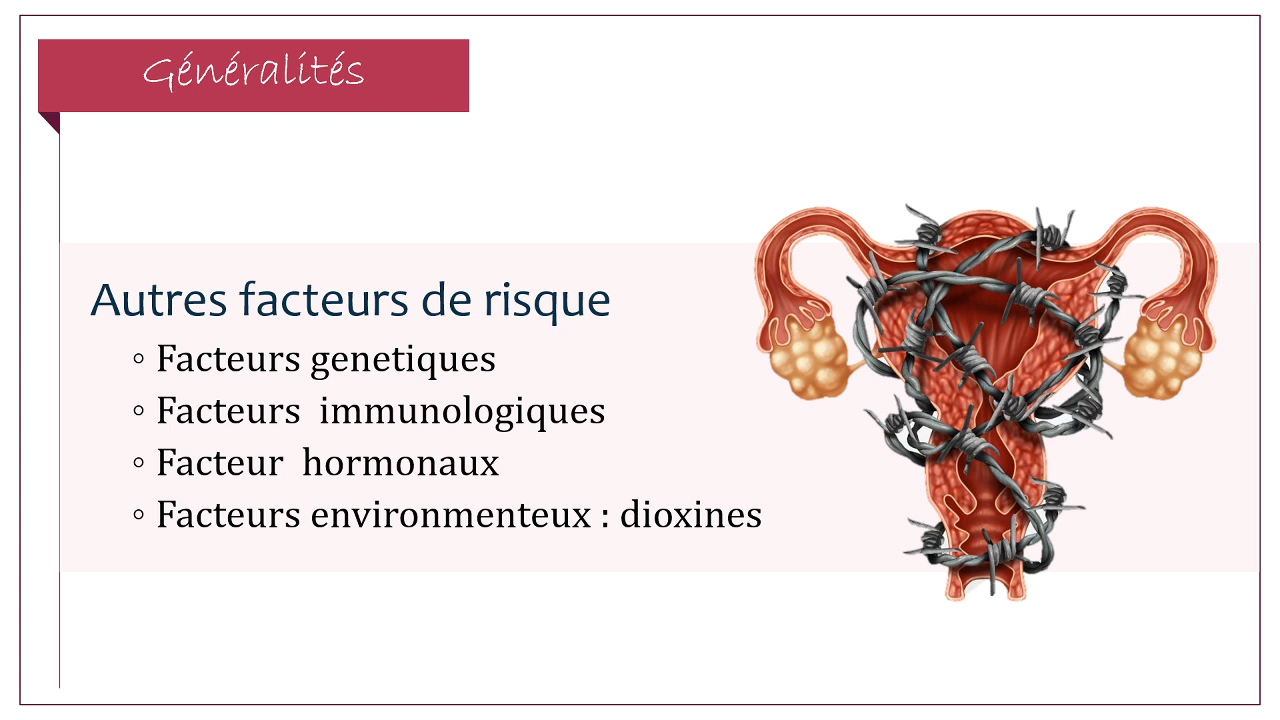 Généralités
Autres facteurs de risque
◦ Facteurs genetiques
◦ Facteurs  immunologiques
◦ Facteur  hormonaux
◦ Facteurs environmenteux : dioxines